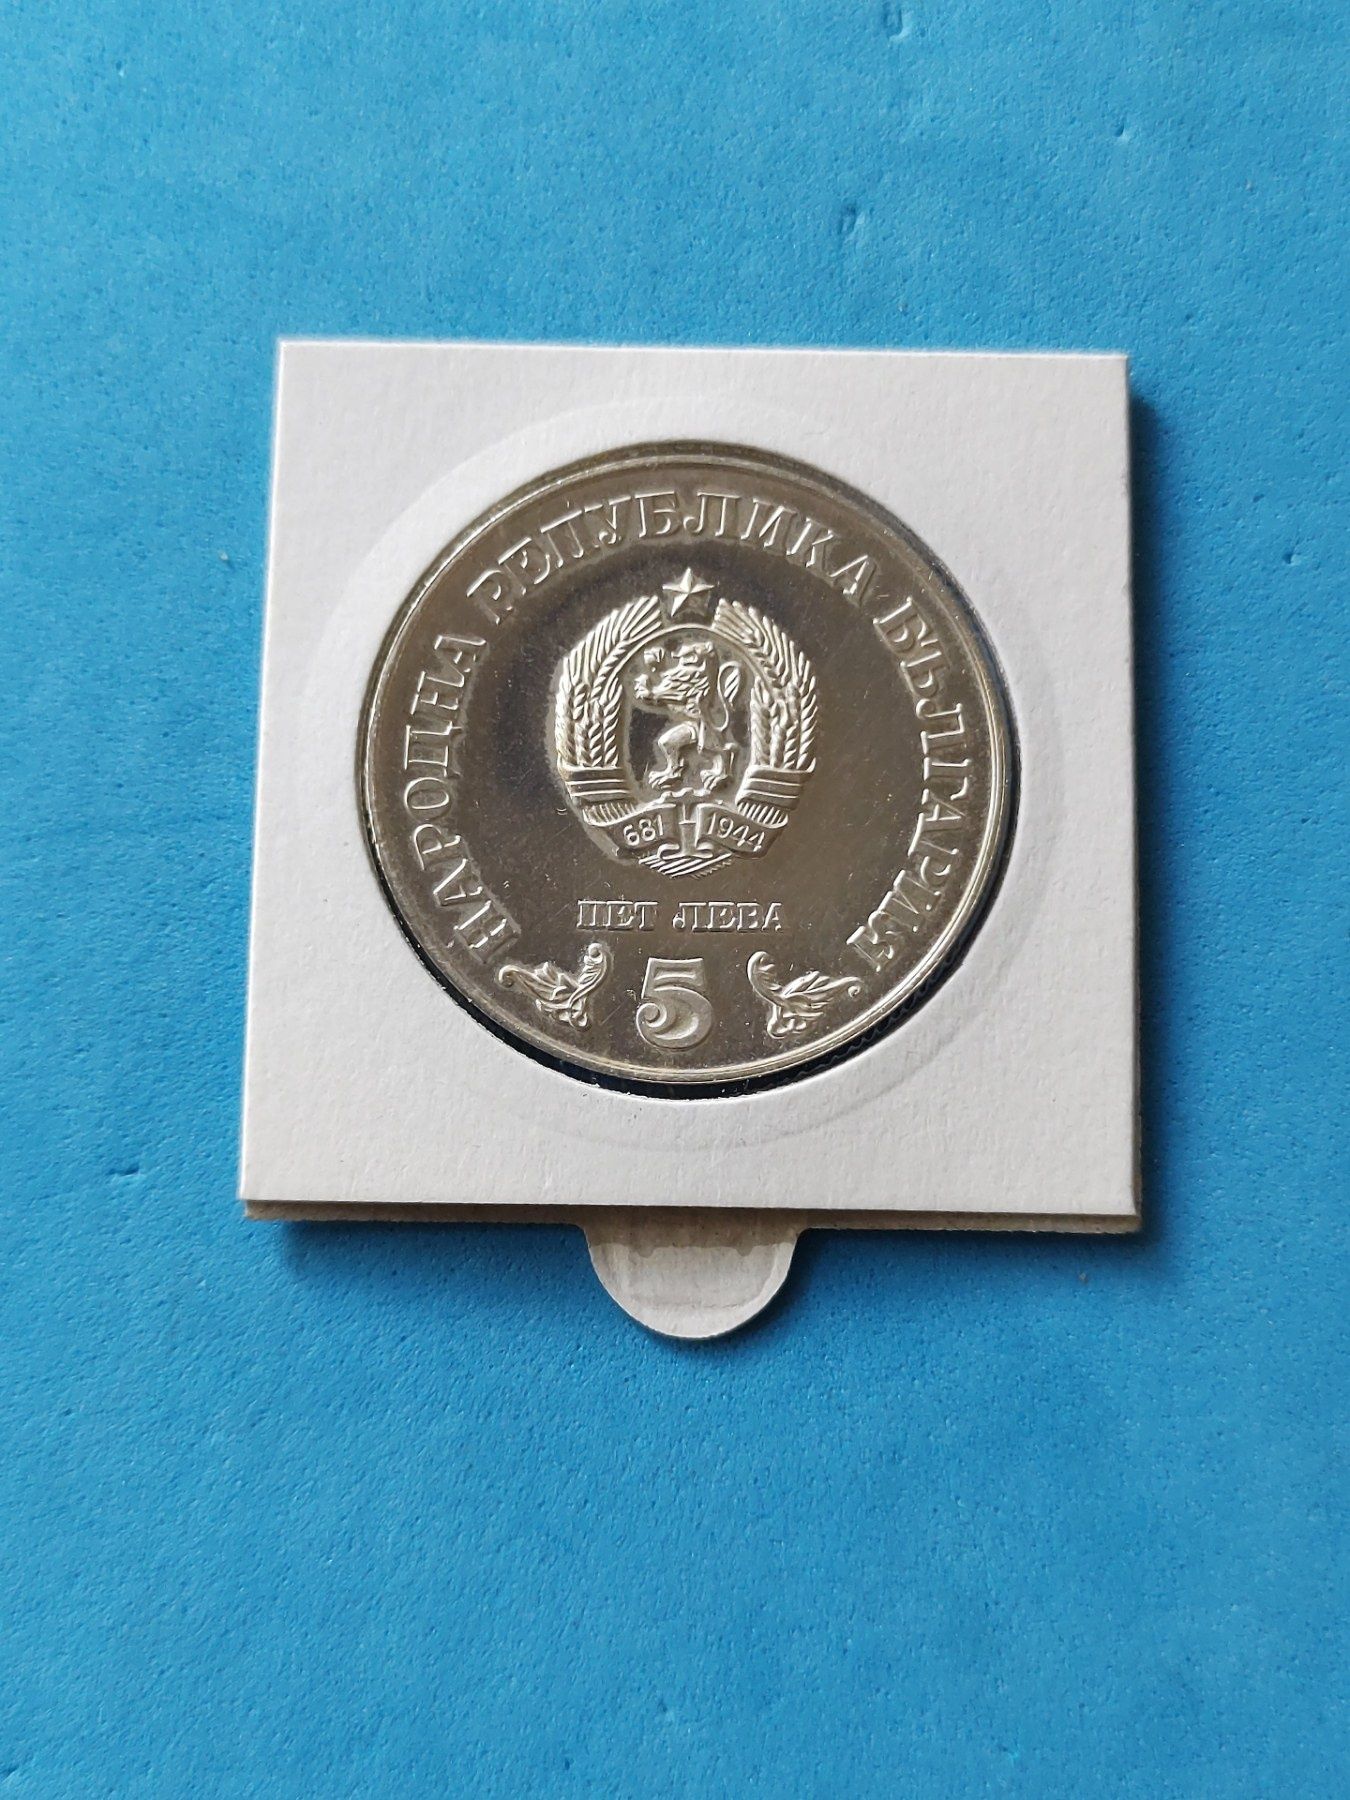 НАРОДНА РЕПУБЛИКА БЪЛГАРИЯ
681 1944
ПЕТ ЛЕВА
5